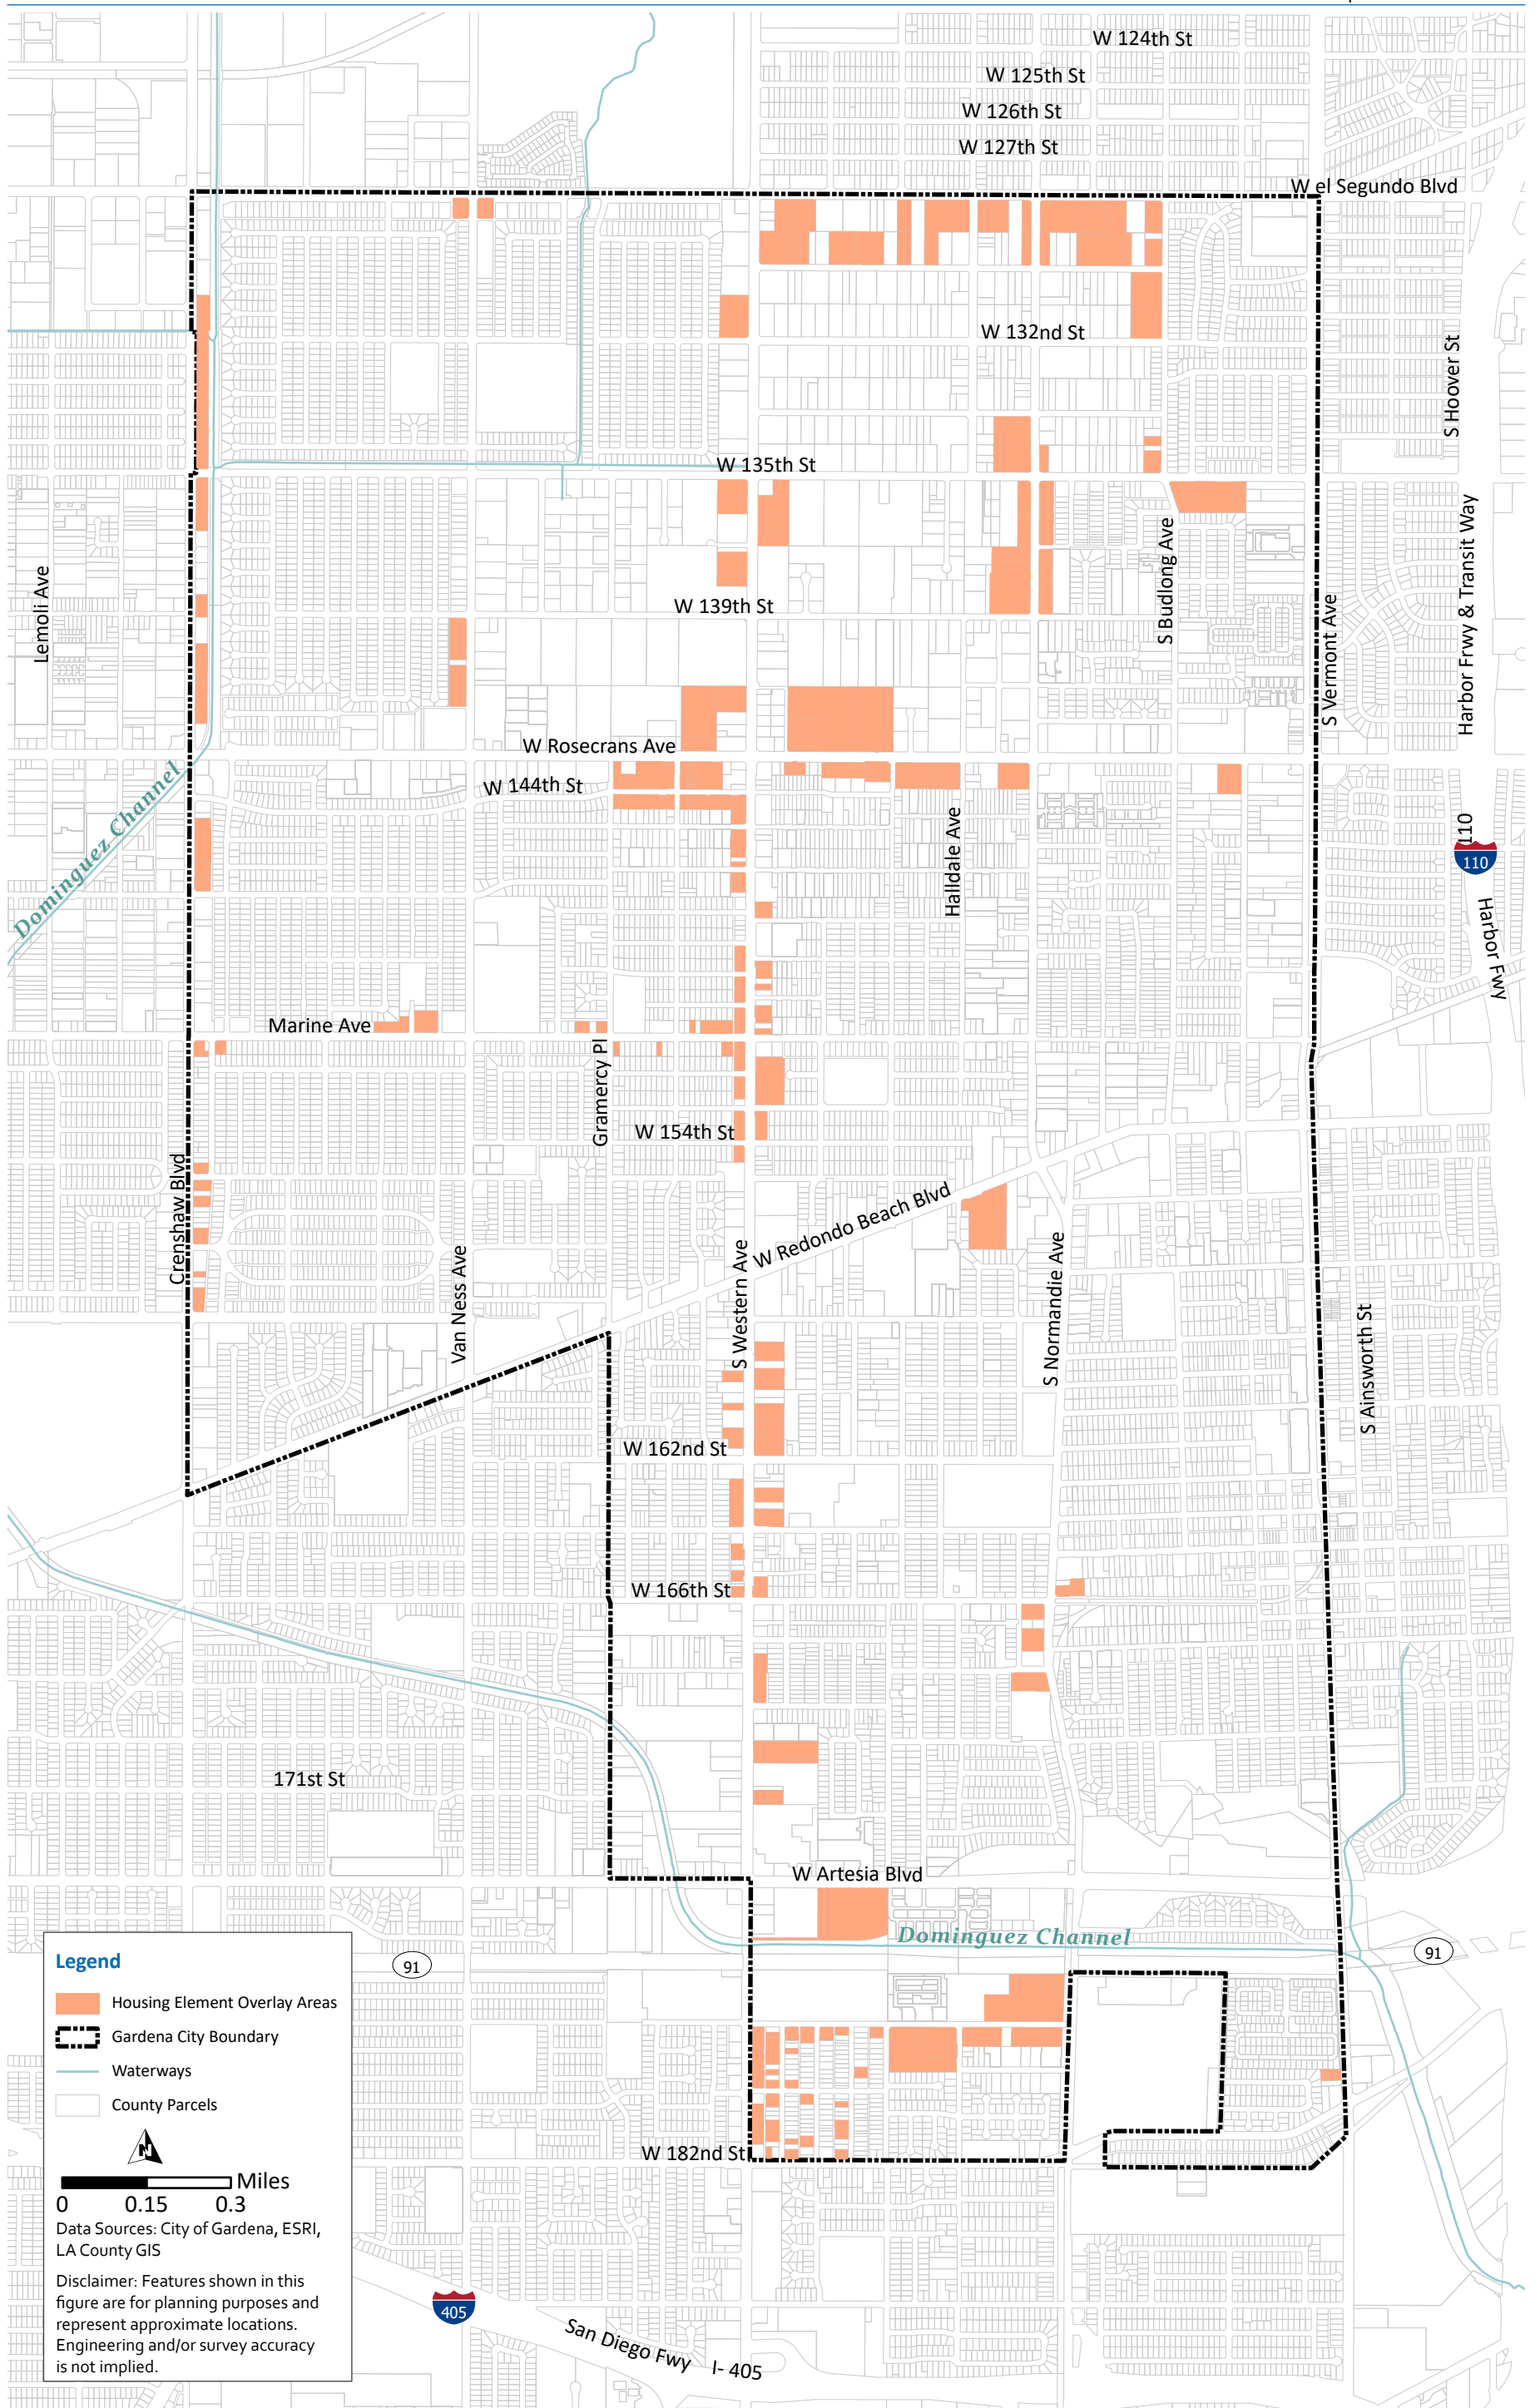 W 124th St
W 125th St
W 126th St
W 127th St
W el Segundo Blvd
W 132nd St
S Hoover St
W 135th St
Lemoli Ave
S Budlong Ave
Harbor Frwy & Transit Way
W 139th St
S Vermont Ave
W Rosecrans Ave
W 144th St
Dominguez Channel
Halldale Ave
110
110
Harbor Fwy
Marine Ave
Gramercy Pl
W 154th St
Crenshaw Blvd
W Redondo Beach Blvd
Van Ness Ave
S Western Ave
S Normandie Ave
S Ainsworth St
W 162nd St
W 166th St
171st St
W Artesia Blvd
Dominguez Channel
91
91
W 182nd St
Legend
Housing Element Overlay Areas
Gardena City Boundary
Waterways
County Parcels
N
Miles
0 0.15 0.3
Data Sources: City of Gardena, ESRI,
LA County GIS
Disclaimer: Features shown in this
figure are for planning purposes and
represent approximate locations.
Engineering and/or survey accuracy
is not implied.
405
San Diego Fwy I- 405